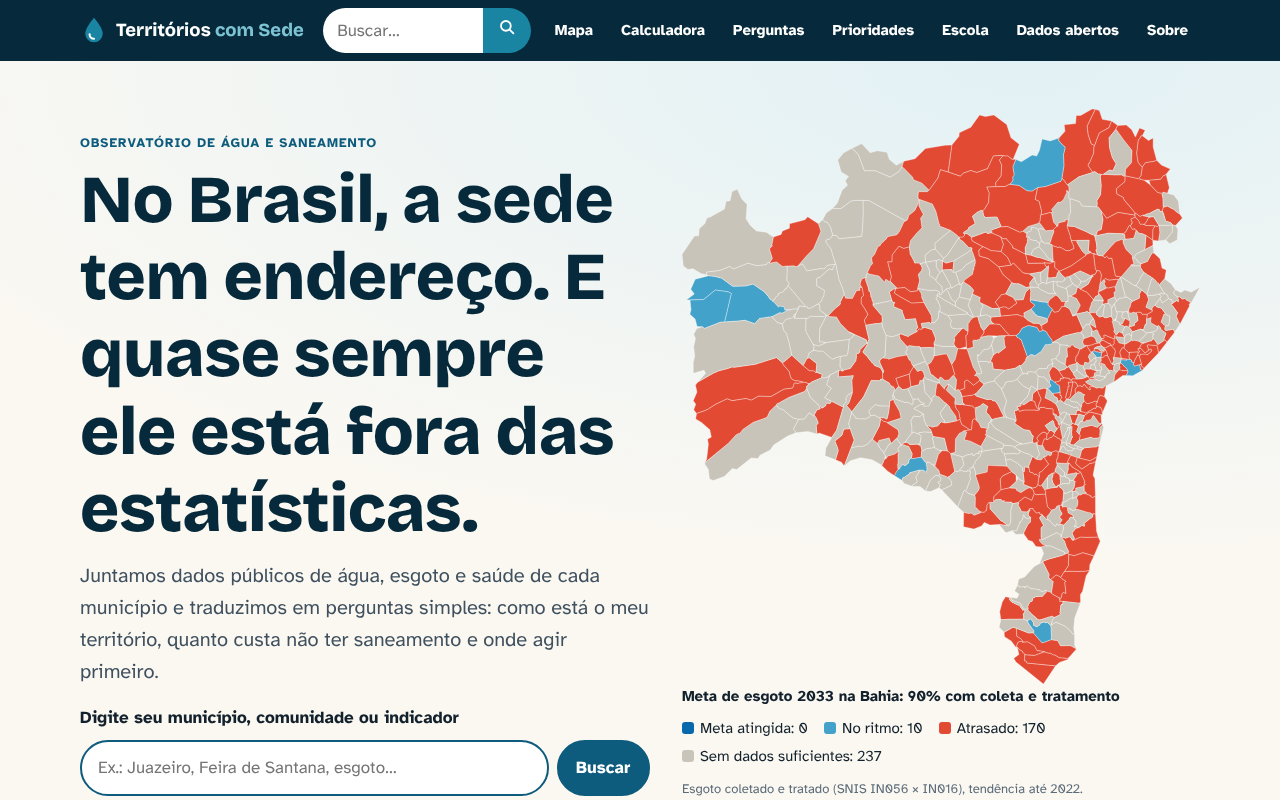 Territórios com Sede
Buscar...
Mapa
Calculadora
Perguntas
Prioridades
Escola
Dados abertos
Sobre
OBSERVATÓRIO DE ÁGUA E SANEAMENTO
No Brasil, a sede
tem endereço. E
quase sempre
ele está fora das
estatísticas.
Juntamos dados públicos de água, esgoto e saúde de cada
município e traduzimos em perguntas simples: como está o meu
território, quanto custa não ter saneamento e onde agir
primeiro.
Digite seu município, comunidade ou indicador
Ex.: Juazeiro, Feira de Santana, esgoto...
Buscar
Meta de esgoto 2033 na Bahia: 90% com coleta e tratamento
Meta atingida: 0
No ritmo: 10
Atrasado: 170
Sem dados suficientes: 237
Esgoto coletado e tratado (SNIS IN056 × IN016), tendência até 2022.